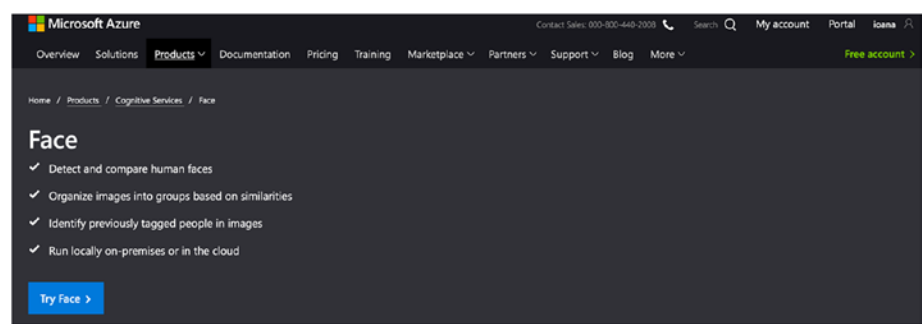 Microsoft Azure
Contact Sales: 000-800-440-2008 Search My account Portal ioana
Overview Solutions Products Documentation Pricing Training Marketplace Partners Support Blog More Free account >
Home / Products / Cognitive Services / Face
Face
✓ Detect and compare human faces
✓ Organize images into groups based on similarities
✓ Identify previously tagged people in images
✓ Run locally on-premises or in the cloud
Try Face >